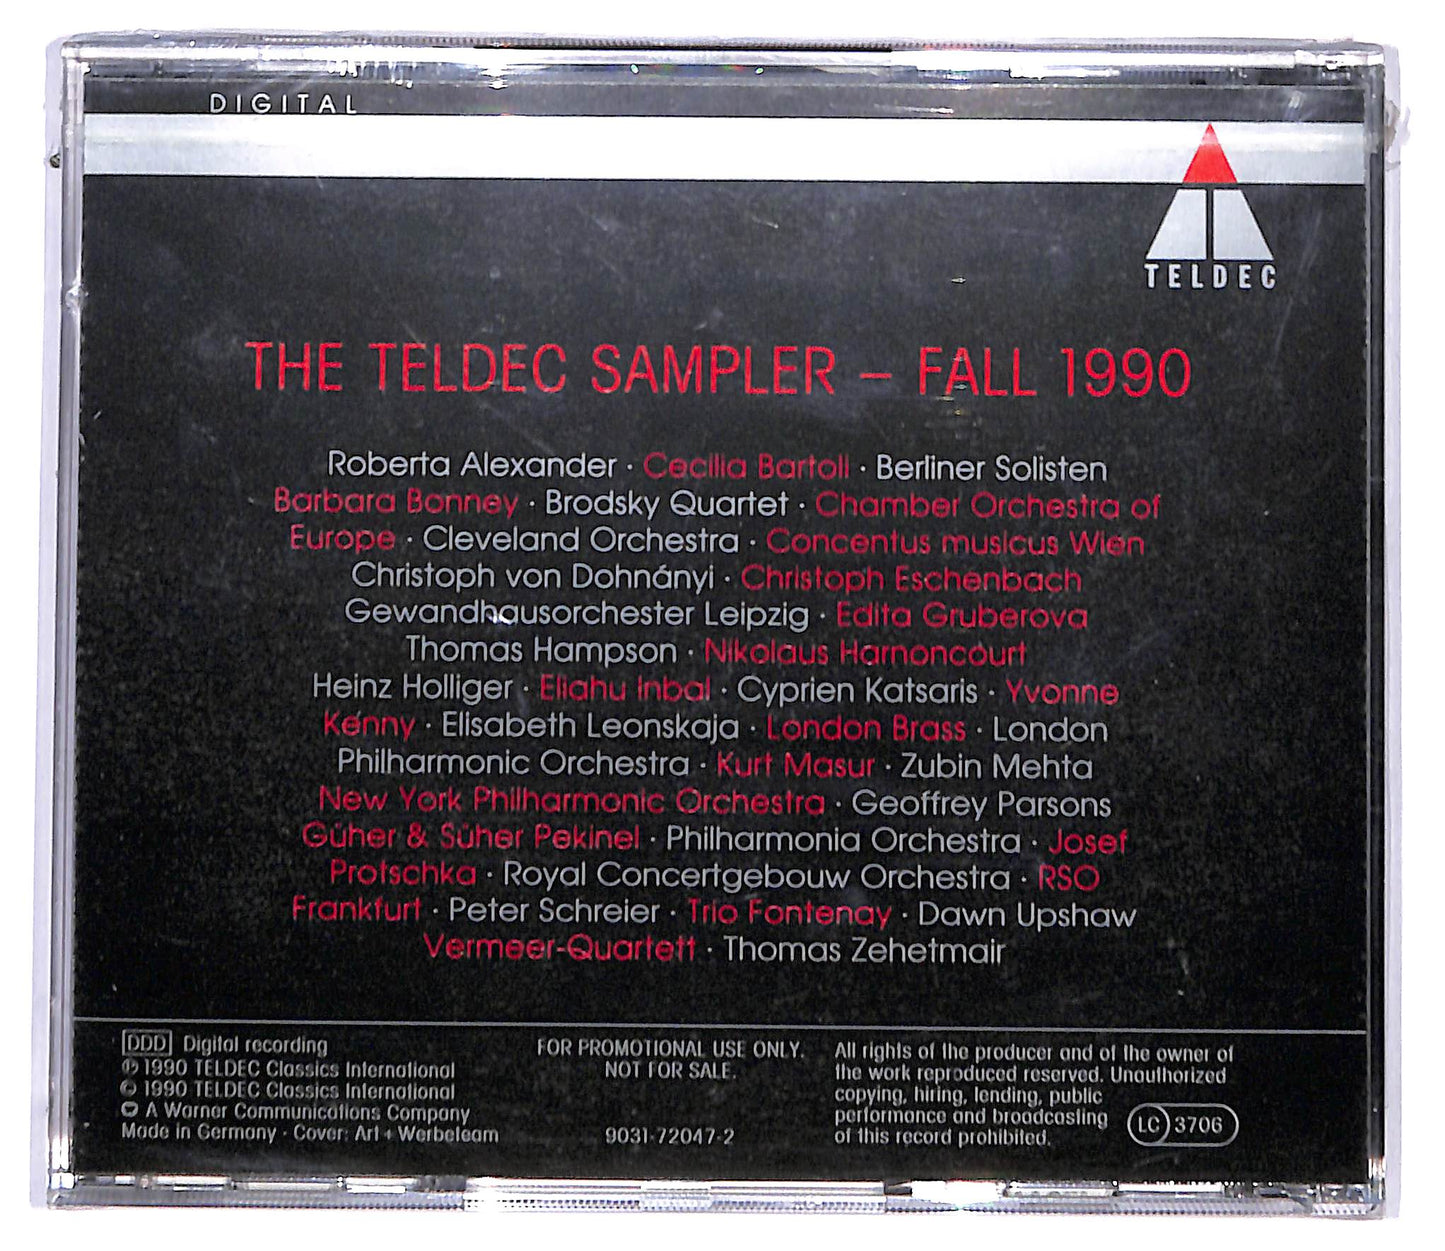 DIGITAL
TELDEC
THE TELDEC SAMPLER – FALL 1990
Roberta Alexander · Cecilia Bartoli · Berliner Solisten
Barbara Bonney · Brodsky Quartet · Chamber Orchestra of
Europe · Cleveland Orchestra · Concentus musicus Wien
Christoph von Dohnányi · Christoph Eschenbach
Gewandhausorchester Leipzig · Edita Gruberova
Thomas Hampson · Nikolaus Harnoncourt
Heinz Holliger · Eliahu Inbal · Cyprien Katsaris · Yvonne
Kenny · Elisabeth Leonskaja · London Brass · London
Philharmonic Orchestra · Kurt Masur · Zubin Mehta
New York Philharmonic Orchestra · Geoffrey Parsons
Güher & Süher Pekinel · Philharmonia Orchestra · Josef
Protschka · Royal Concertgebouw Orchestra · RSO
Frankfurt · Peter Schreier · Trio Fontenay · Dawn Upshaw
Vermeer-Quartett · Thomas Zehetmair
DDD Digital recording
℗ 1990 TELDEC Classics International
© 1990 TELDEC Classics International
A Warner Communications Company
Made in Germany · Cover: Art + Werbeteam
FOR PROMOTIONAL USE ONLY.
NOT FOR SALE.
9031-72047-2
All rights of the producer and of the owner of
the work reproduced reserved. Unauthorized
copying, hiring, lending, public
performance and broadcasting
of this record prohibited.
LC 3706